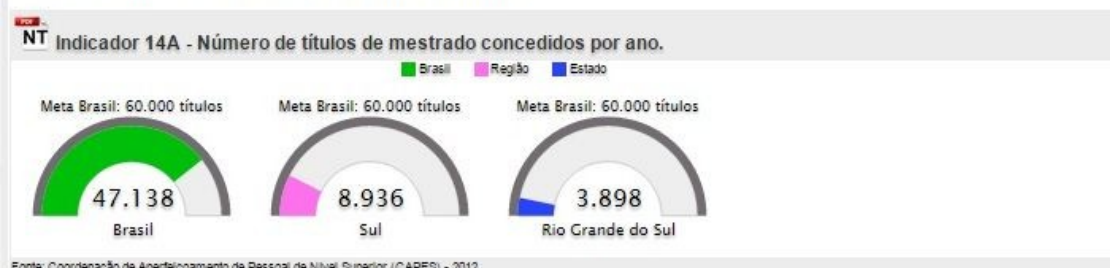 PDF
NT Indicador 14A - Número de títulos de mestrado concedidos por ano.
Brasil Região Estado
Meta Brasil: 60.000 títulos Meta Brasil: 60.000 títulos Meta Brasil: 60.000 títulos
47.138 8.936 3.898
Brasil Sul Rio Grande do Sul
Fonte: Coordenação de Aperfeiçoamento de Pessoal de Nível Superior (CAPES) - 2012